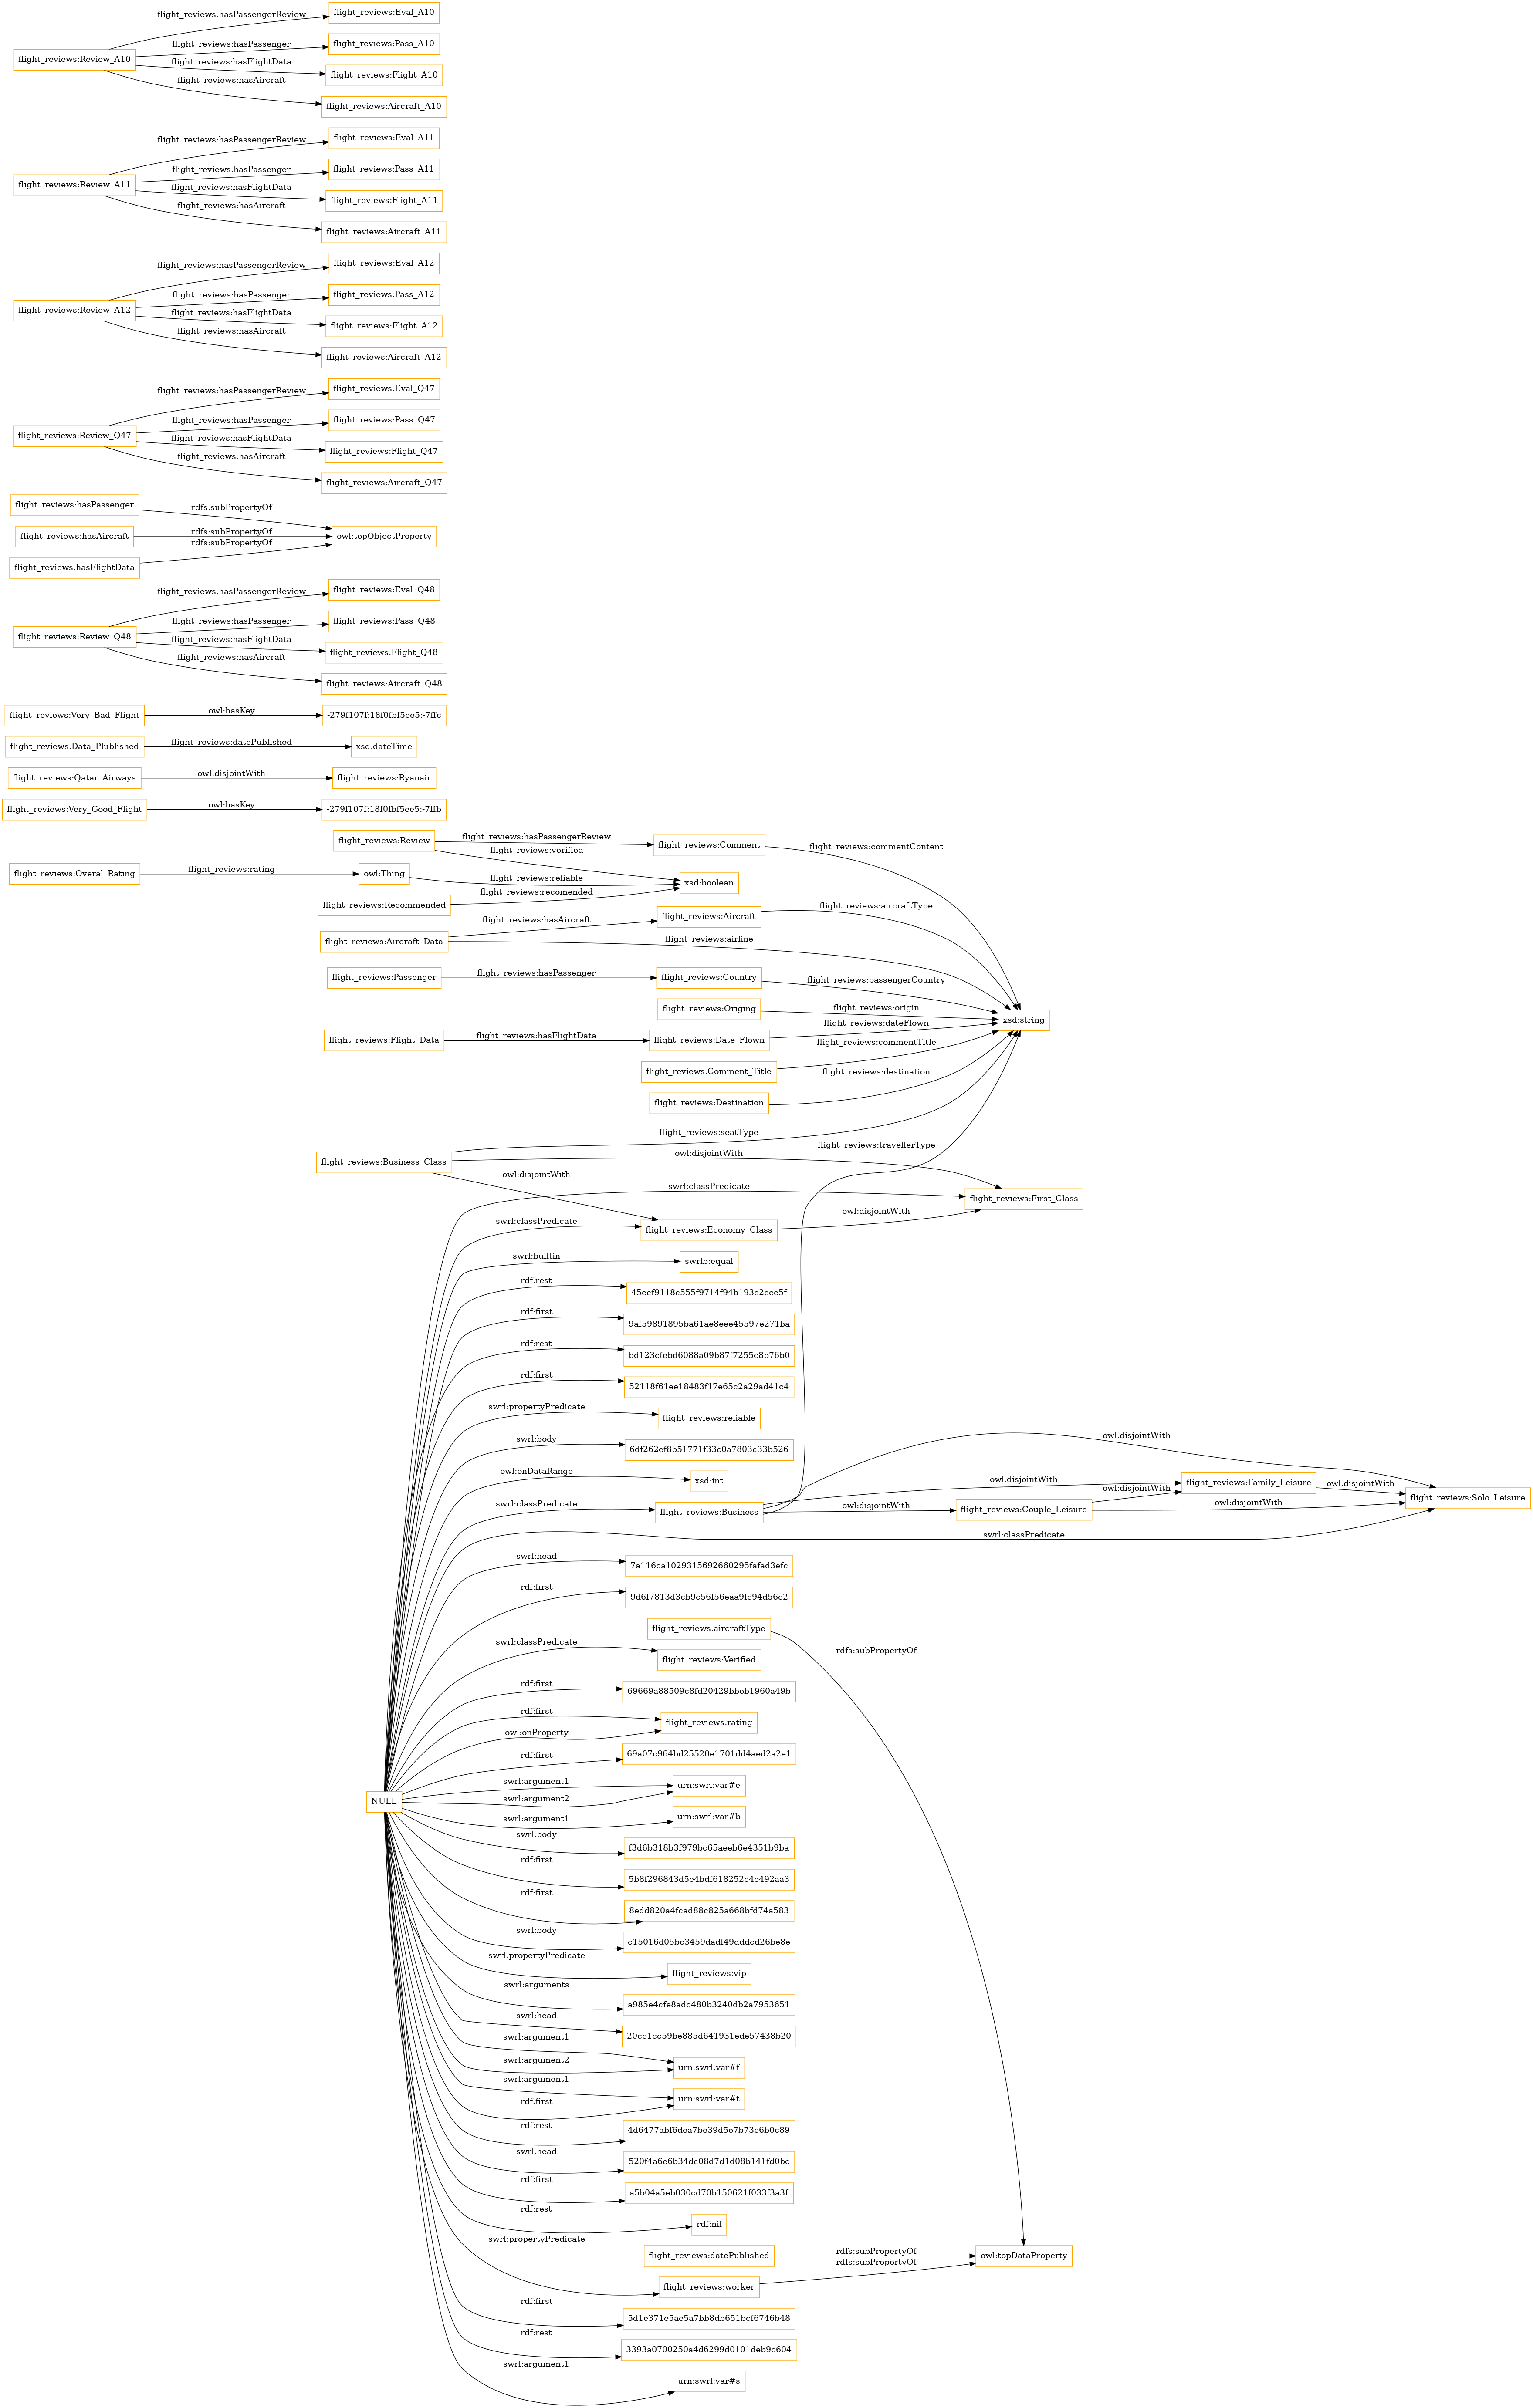 flight_reviews:hasPassengerReview
flight_reviews:Eval_A10
flight_reviews:hasPassenger
flight_reviews:Pass_A10
flight_reviews:Review_A10
flight_reviews:hasFlightData
flight_reviews:Flight_A10
flight_reviews:hasAircraft
flight_reviews:Aircraft_A10
flight_reviews:hasPassengerReview
flight_reviews:Eval_A11
flight_reviews:hasPassenger
flight_reviews:Pass_A11
flight_reviews:Review_A11
flight_reviews:hasFlightData
flight_reviews:Flight_A11
flight_reviews:hasAircraft
flight_reviews:Aircraft_A11
flight_reviews:hasPassengerReview
flight_reviews:Eval_A12
flight_reviews:hasPassenger
flight_reviews:Pass_A12
flight_reviews:Review_A12
flight_reviews:hasFlightData
flight_reviews:Flight_A12
flight_reviews:hasAircraft
flight_reviews:Aircraft_A12
flight_reviews:hasPassengerReview
flight_reviews:Eval_Q47
flight_reviews:hasPassenger
flight_reviews:Pass_Q47
flight_reviews:Review_Q47
flight_reviews:hasFlightData
flight_reviews:Flight_Q47
flight_reviews:hasAircraft
flight_reviews:Aircraft_Q47
flight_reviews:hasPassenger
rdfs:subPropertyOf
flight_reviews:hasAircraft
rdfs:subPropertyOf
owl:topObjectProperty
flight_reviews:hasFlightData
rdfs:subPropertyOf
flight_reviews:hasPassengerReview
flight_reviews:Eval_Q48
flight_reviews:hasPassenger
flight_reviews:Pass_Q48
flight_reviews:Review_Q48
flight_reviews:hasFlightData
flight_reviews:Flight_Q48
flight_reviews:hasAircraft
flight_reviews:Aircraft_Q48
flight_reviews:Very_Bad_Flight
owl:hasKey
-279f107f:18f0fbf5ee5:-7ffc
flight_reviews:Data_Plublished
flight_reviews:datePublished
xsd:dateTime
flight_reviews:Qatar_Airways
owl:disjointWith
flight_reviews:Ryanair
flight_reviews:Very_Good_Flight
owl:hasKey
-279f107f:18f0fbf5ee5:-7ffb
flight_reviews:Review
flight_reviews:hasPassengerReview
flight_reviews:Comment
flight_reviews:commentContent
flight_reviews:verified
flight_reviews:Overal_Rating
flight_reviews:rating
owl:Thing
flight_reviews:reliable
xsd:boolean
flight_reviews:Recommended
flight_reviews:recomended
flight_reviews:Aircraft
flight_reviews:aircraftType
flight_reviews:hasAircraft
flight_reviews:Aircraft_Data
flight_reviews:airline
flight_reviews:Passenger
flight_reviews:hasPassenger
flight_reviews:Country
flight_reviews:passengerCountry
flight_reviews:Origing
flight_reviews:origin
xsd:string
flight_reviews:Flight_Data
flight_reviews:hasFlightData
flight_reviews:Date_Flown
flight_reviews:dateFlown
flight_reviews:Comment_Title
flight_reviews:commentTitle
flight_reviews:Destination
flight_reviews:destination
flight_reviews:seatType
flight_reviews:travellerType
flight_reviews:Business_Class
owl:disjointWith
owl:disjointWith
swrl:classPredicate
flight_reviews:First_Class
swrl:classPredicate
flight_reviews:Economy_Class
owl:disjointWith
swrl:builtin
swrlb:equal
rdf:rest
45ecf9118c555f9714f94b193e2ece5f
rdf:first
9af59891895ba61ae8eee45597e271ba
rdf:rest
bd123cfebd6088a09b87f7255c8b76b0
rdf:first
52118f61ee18483f17e65c2a29ad41c4
swrl:propertyPredicate
flight_reviews:reliable
swrl:body
6df262ef8b51771f33c0a7803c33b526
owl:disjointWith
owl:onDataRange
xsd:int
owl:disjointWith
flight_reviews:Family_Leisure
owl:disjointWith
owl:disjointWith
flight_reviews:Solo_Leisure
swrl:classPredicate
flight_reviews:Business
owl:disjointWith
flight_reviews:Couple_Leisure
owl:disjointWith
swrl:classPredicate
swrl:head
7a116ca1029315692660295fafad3efc
rdf:first
9d6f7813d3cb9c56f56eaa9fc94d56c2
flight_reviews:aircraftType
rdfs:subPropertyOf
swrl:classPredicate
flight_reviews:Verified
rdf:first
69669a88509c8fd20429bbeb1960a49b
rdf:first
flight_reviews:rating
owl:onProperty
rdf:first
69a07c964bd25520e1701dd4aed2a2e1
swrl:argument1
urn:swrl:var#e
NULL
swrl:argument2
swrl:argument1
urn:swrl:var#b
swrl:body
f3d6b318b3f979bc65aeeb6e4351b9ba
rdf:first
5b8f296843d5e4bdf618252c4e492aa3
rdf:first
8edd820a4fcad88c825a668bfd74a583
swrl:body
c15016d05bc3459dadf49dddcd26be8e
swrl:propertyPredicate
flight_reviews:vip
swrl:arguments
a985e4cfe8adc480b3240db2a7953651
swrl:head
20cc1cc59be885d641931ede57438b20
swrl:argument1
swrl:argument2
urn:swrl:var#f
swrl:argument1
urn:swrl:var#t
rdf:first
rdf:rest
4d6477abf6dea7be39d5e7b73c6b0c89
swrl:head
520f4a6e6b34dc08d7d1d08b141fd0bc
rdf:first
a5b04a5eb030cd70b150621f033f3a3f
rdf:rest
rdf:nil
swrl:propertyPredicate
flight_reviews:datePublished
rdfs:subPropertyOf
owl:topDataProperty
flight_reviews:worker
rdfs:subPropertyOf
rdf:first
5d1e371e5ae5a7bb8db651bcf6746b48
rdf:rest
3393a0700250a4d6299d0101deb9c604
swrl:argument1
urn:swrl:var#s